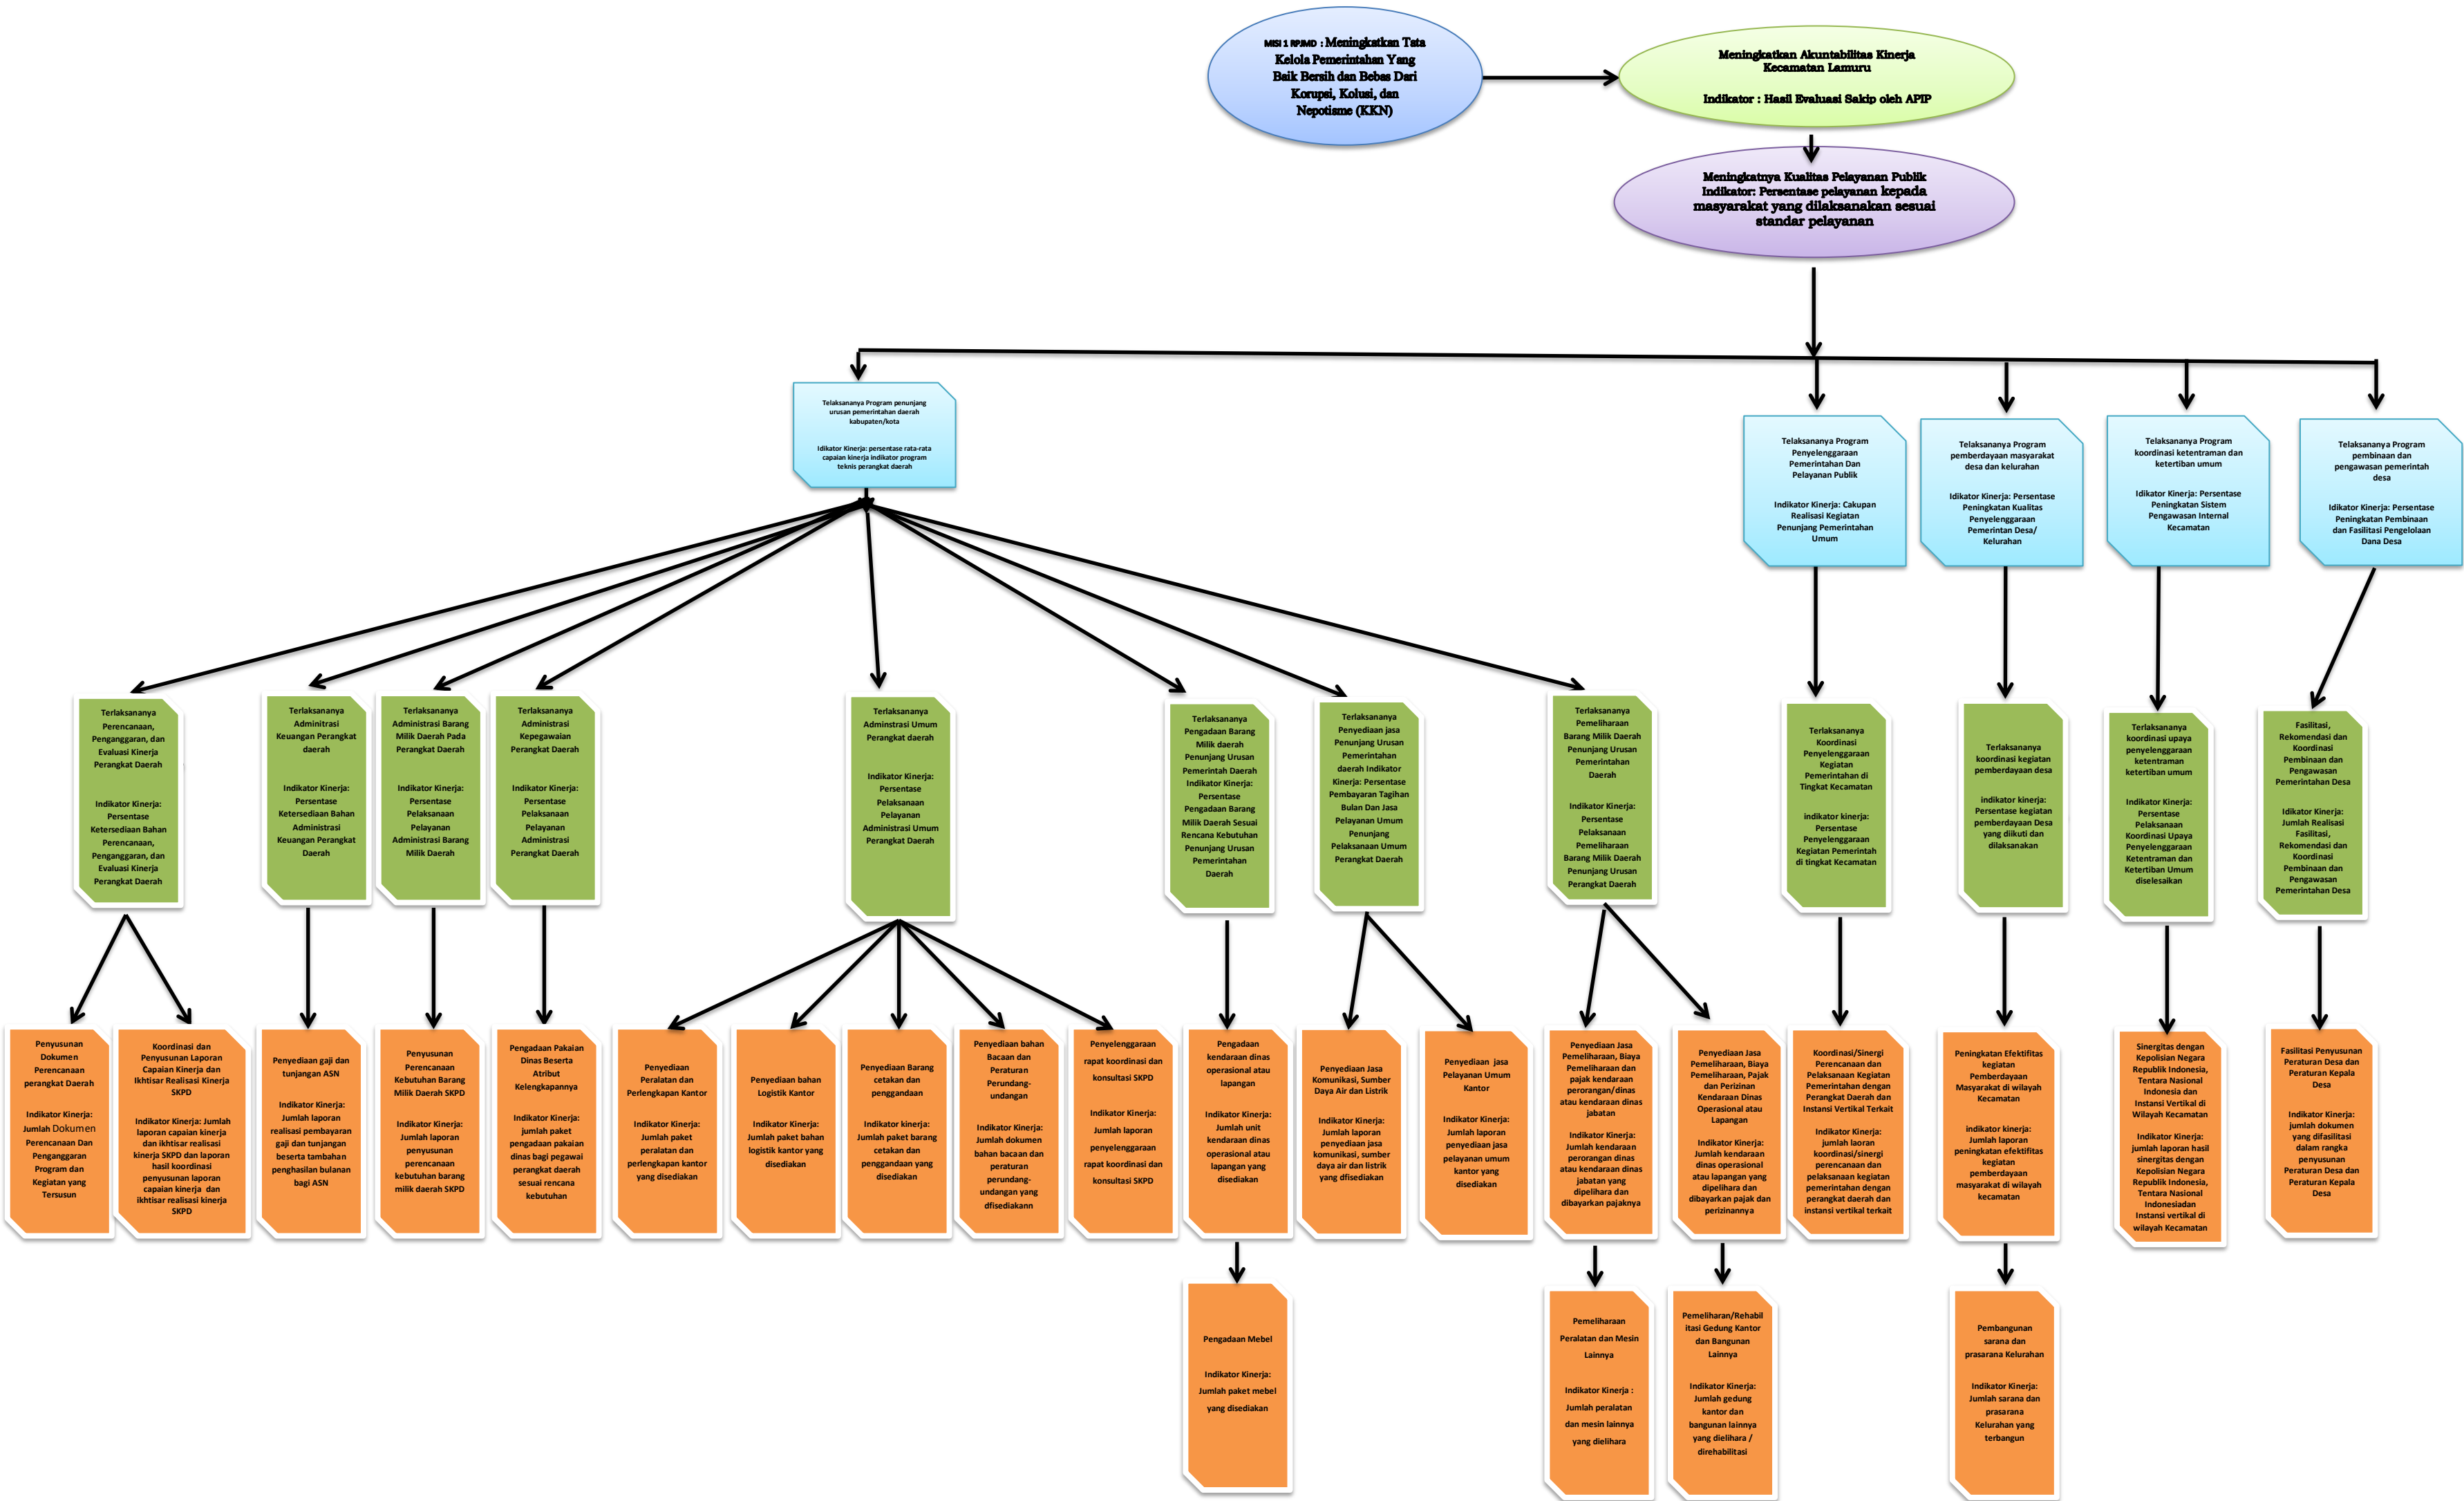 MISI 1 RPJMD : Meningkatkan Tata
Kelola Pemerintahan Yang
Baik Bersih dan Bebas Dari
Korupsi, Kolusi, dan
Nepotisme (KKN)
Meningkatkan Akuntabilitas Kinerja
Kecamatan Lamuru
Indikator : Hasil Evaluasi Sakip oleh APIP
Meningkatnya Kualitas Pelayanan Publik
Indikator: Persentase pelayanan kepada
masyarakat yang dilaksanakan sesuai
standar pelayanan
Telaksananya Program penunjang
urusan pemerintahan daerah
kabupaten/kota
Idikator Kinerja: persentase rata-rata
capaian kinerja indikator program
teknis perangkat daerah
Telaksananya Program
Penyelenggaraan
Pemerintahan Dan
Pelayanan Publik
Indikator Kinerja: Cakupan
Realisasi Kegiatan
Penunjang Pemerintahan
Umum
Telaksananya Program
pemberdayaan masyarakat
desa dan kelurahan
Idikator Kinerja: Persentase
Peningkatan Kualitas
Penyelenggaraan
Pemerintan Desa/
Kelurahan
Telaksananya Program
koordinasi ketentraman dan
ketertiban umum
Idikator Kinerja: Persentase
Peningkatan Sistem
Pengawasan Internal
Kecamatan
Telaksananya Program
pembinaan dan
pengawasan pemerintah
desa
Idikator Kinerja: Persentase
Peningkatan Pembinaan
dan Fasilitasi Pengelolaan
Dana Desa
Terlaksananya
Perencanaan,
Penganggaran, dan
Evaluasi Kinerja
Perangkat Daerah
Indikator Kinerja:
Persentase
Ketersediaan Bahan
Perencanaan,
Penganggaran, dan
Evaluasi Kinerja
Perangkat Daerah
Terlaksananya
Adminitrasi
Keuangan Perangkat
daerah
Indikator Kinerja:
Persentase
Ketersediaan Bahan
Administrasi
Keuangan Perangkat
Daerah
Terlaksananya
Administrasi Barang
Milik Daerah Pada
Perangkat Daerah
Indikator Kinerja:
Persentase
Pelaksanaan
Pelayanan
Administrasi Barang
Milik Daerah
Terlaksananya
Administrasi
Kepegawaian
Perangkat Daerah
Indikator Kinerja:
Persentase
Pelaksanaan
Pelayanan
Administrasi
Perangkat Daerah
Terlaksananya
Adminstrasi Umum
Perangkat daerah
Indikator Kinerja:
Persentase
Pelaksanaan
Pelayanan
Administrasi Umum
Perangkat Daerah
Terlaksananya
Pengadaan Barang
Milik daerah
Penunjang Urusan
Pemerintah Daerah
Indikator Kinerja:
Persentase
Pengadaan Barang
Milik Daerah Sesuai
Rencana Kebutuhan
Penunjang Urusan
Pemerintahan
Daerah
Terlaksananya
Penyediaan jasa
Penunjang Urusan
Pemerintahan
daerah Indikator
Kinerja: Persentase
Pembayaran Tagihan
Bulan Dan Jasa
Pelayanan Umum
Penunjang
Pelaksanaan Umum
Perangkat Daerah
Terlaksananya
Pemeliharaan
Barang Milik Daerah
Penunjang Urusan
Pemerintahan
Daerah
Indikator Kinerja:
Persentase
Pelaksanaan
Pemeliharaan
Barang Milik Daerah
Penunjang Urusan
Perangkat Daerah
Terlaksananya
Koordinasi
Penyelenggaraan
Kegiatan
Pemerintahan di
Tingkat Kecamatan
indikator kinerja:
Persentase
Penyelenggaraan
Kegiatan Pemerintah
di tingkat Kecamatan
Terlaksananya
koordinasi kegiatan
pemberdayaan desa
indikator kinerja:
Persentase kegiatan
pemberdayaan Desa
yang diikuti dan
dilaksanakan
Terlaksananya
koordinasi upaya
penyelenggaraan
ketentraman
ketertiban umum
Indikator Kinerja:
Persentase
Pelaksanaan
Koordinasi Upaya
Penyelenggaraan
Ketentraman dan
Ketertiban Umum
diselesaikan
Fasilitasi,
Rekomendasi dan
Koordinasi
Pembinaan dan
Pengawasan
Pemerintahan Desa
Idikator Kinerja:
Jumlah Realisasi
Fasilitasi,
Rekomendasi dan
Koordinasi
Pembinaan dan
Pengawasan
Pemerintahan Desa
Penyusunan
Dokumen
Perencanaan
perangkat Daerah
Indikator Kinerja:
Jumlah Dokumen
Perencanaan Dan
Penganggaran
Program dan
Kegiatan yang
Tersusun
Koordinasi dan
Penyusunan Laporan
Capaian Kinerja dan
Ikhtisar Realisasi Kinerja
SKPD
Indikator Kinerja: Jumlah
laporan capaian kinerja
dan ikhtisar realisasi
kinerja SKPD dan laporan
hasil koordinasi
penyusunan laporan
capaian kinerja dan
ikhtisar realisasi kinerja
SKPD
Penyediaan gaji dan
tunjangan ASN
Indikator Kinerja:
Jumlah laporan
realisasi pembayaran
gaji dan tunjangan
beserta tambahan
penghasilan bulanan
bagi ASN
Penyusunan
Perencanaan
Kebutuhan Barang
Milik Daerah SKPD
Indikator Kinerja:
Jumlah laporan
penyusunan
perencanaan
kebutuhan barang
milik daerah SKPD
Pengadaan Pakaian
Dinas Beserta
Atribut
Kelengkapannya
Indikator Kinerja:
jumlah paket
pengadaan pakaian
dinas bagi pegawai
perangkat daerah
sesuai rencana
kebutuhan
Penyediaan
Peralatan dan
Perlengkapan Kantor
Indikator Kinerja:
Jumlah paket
peralatan dan
perlengkapan kantor
yang disediakan
Penyediaan bahan
Logistik Kantor
Indikator Kinerja:
Jumlah paket bahan
logistik kantor yang
disediakan
Penyediaan Barang
cetakan dan
penggandaan
Indikator kinerja:
Jumlah paket barang
cetakan dan
penggandaan yang
disediakan
Penyediaan bahan
Bacaan dan
Peraturan
Perundang-
undangan
Indikator Kinerja:
Jumlah dokumen
bahan bacaan dan
peraturan
perundang-
undangan yang
dfisediakann
Penyelenggaraan
rapat koordinasi dan
konsultasi SKPD
Indikator Kinerja:
Jumlah laporan
penyelenggaraan
rapat koordinasi dan
konsultasi SKPD
Pengadaan
kendaraan dinas
operasional atau
lapangan
Indikator Kinerja:
Jumlah unit
kendaraan dinas
operasional atau
lapangan yang
disediakan
Penyediaan Jasa
Komunikasi, Sumber
Daya Air dan Listrik
Indikator Kinerja:
Jumlah laporan
penyediaan jasa
komunikasi, sumber
daya air dan listrik
yang dfisediakan
Penyediaan jasa
Pelayanan Umum
Kantor
Indikator Kinerja:
Jumlah laporan
penyediaan jasa
pelayanan umum
kantor yang
disediakan
Penyediaan Jasa
Pemeliharaan, Biaya
Pemeliharaan dan
pajak kendaraan
perorangan/dinas
atau kendaraan dinas
jabatan
Indikator Kinerja:
Jumlah kendaraan
perorangan dinas
atau kendaraan dinas
jabatan yang
dipelihara dan
dibayarkan pajaknya
Penyediaan Jasa
Pemeliharaan, Biaya
Pemeliharaan, Pajak
dan Perizinan
Kendaraan Dinas
Operasional atau
Lapangan
Indikator Kinerja:
Jumlah kendaraan
dinas operasional
atau lapangan yang
dipelihara dan
dibayarkan pajak dan
perizinannya
Koordinasi/Sinergi
Perencanaan dan
Pelaksanaan Kegiatan
Pemerintahan dengan
Perangkat Daerah dan
Instansi Vertikal Terkait
Indikator Kinerja:
jumlah laoran
koordinasi/sinergi
perencanaan dan
pelaksanaan kegiatan
pemerintahan dengan
perangkat daerah dan
instansi vertikal terkait
Peningkatan Efektifitas
kegiatan
Pemberdayaan
Masyarakat di wilayah
Kecamatan
indikator kinerja:
Jumlah laporan
peningkatan efektifitas
kegiatan
pemberdayaan
masyarakat di wilayah
kecamatan
Sinergitas dengan
Kepolisian Negara
Republik Indonesia,
Tentara Nasional
Indonesia dan
Instansi Vertikal di
Wilayah Kecamatan
Indikator Kinerja:
jumlah laporan hasil
sinergitas dengan
Kepolisian Negara
Republik Indonesia,
Tentara Nasional
Indonesiadan
Instansi vertikal di
wilayah Kecamatan
Fasilitasi Penyusunan
Peraturan Desa dan
Peraturan Kepala
Desa
Indikator Kinerja:
jumlah dokumen
yang difasilitasi
dalam rangka
penyusunan
Peraturan Desa dan
Peraturan Kepala
Desa
Pengadaan Mebel
Indikator Kinerja:
Jumlah paket mebel
yang disediakan
Pemeliharaan
Peralatan dan Mesin
Lainnya
Indikator Kinerja :
Jumlah peralatan
dan mesin lainnya
yang dielihara
Pemeliharan/Rehabil
itasi Gedung Kantor
dan Bangunan
Lainnya
Indikator Kinerja:
Jumlah gedung
kantor dan
bangunan lainnya
yang dielihara /
direhabilitasi
Pembangunan
sarana dan
prasarana Kelurahan
Indikator Kinerja:
Jumlah sarana dan
prasarana
Kelurahan yang
terbangun